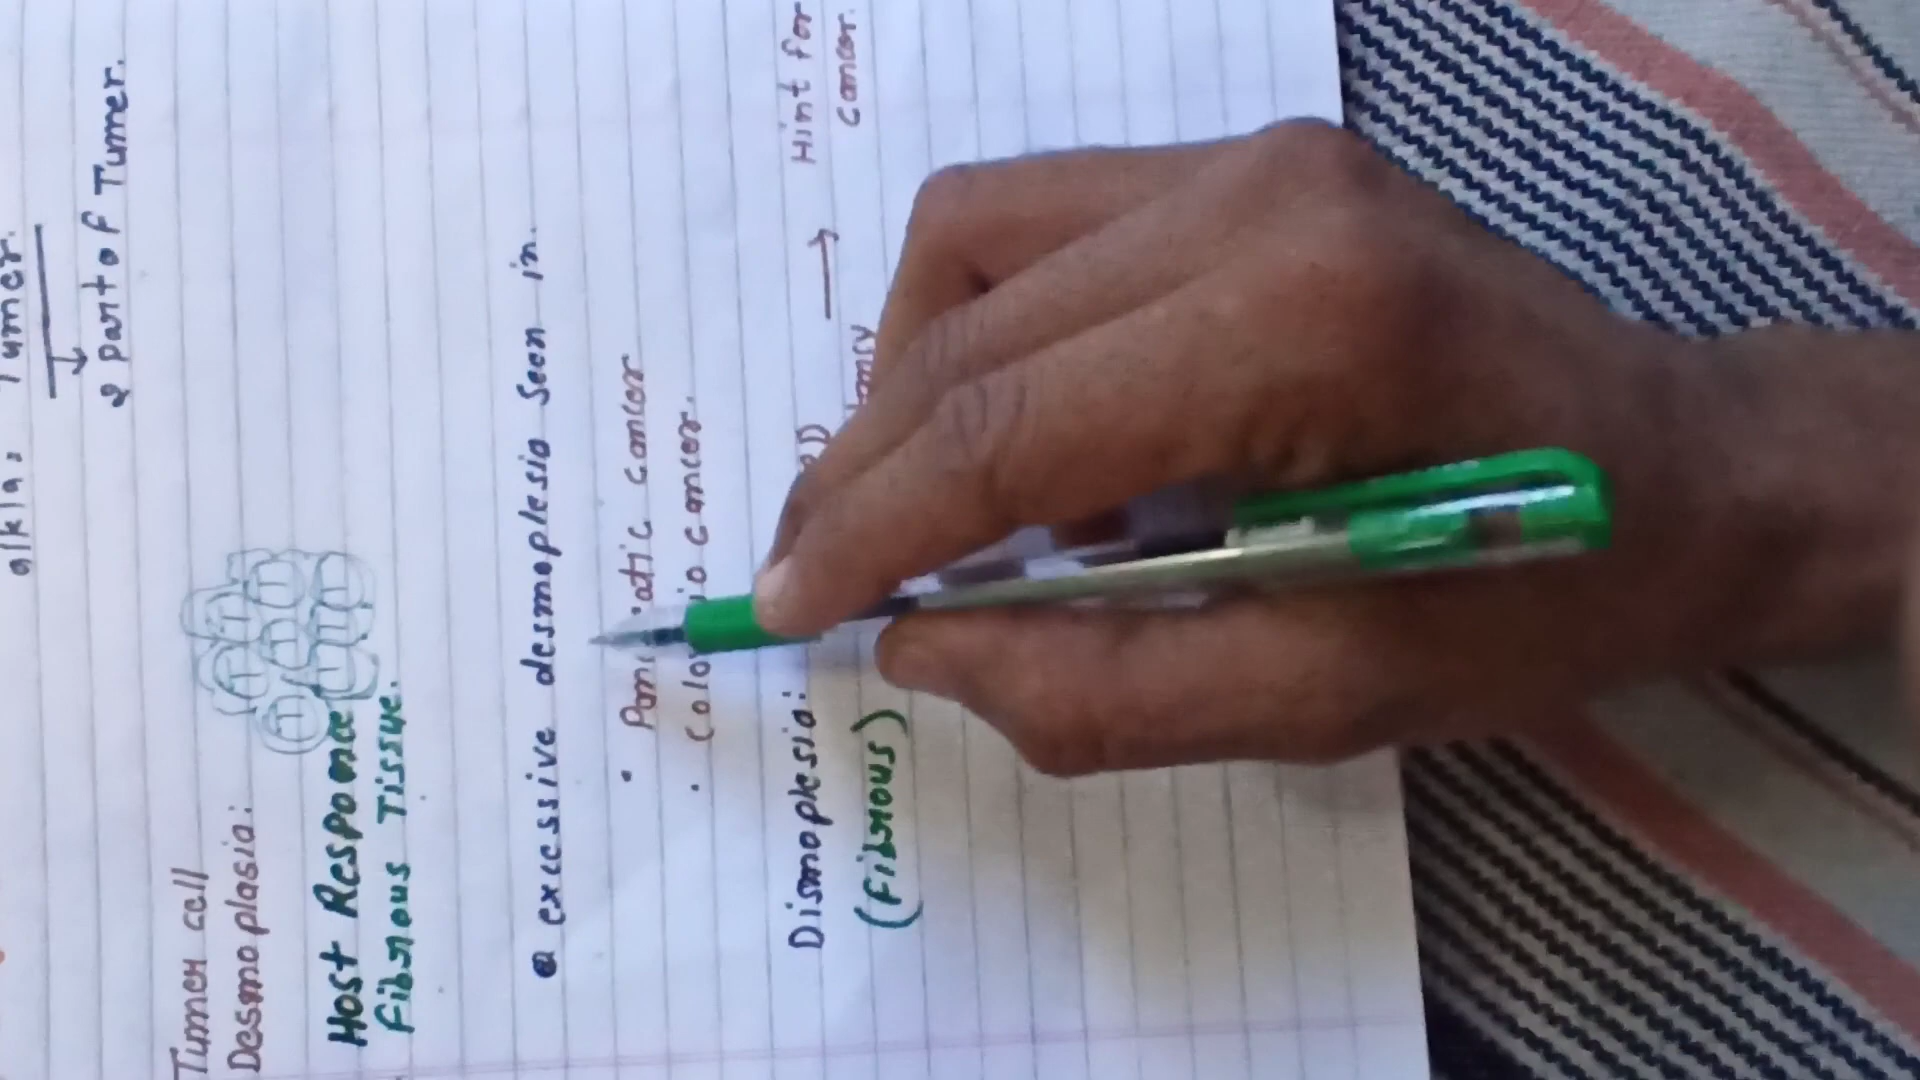 a/k/a, Tumer.
2 part of Tumer.
Tumer cell
Desmoplasia:
T T T T T T T T
Host Response
Fibrous Tissue.
excessive desmoplesia seen in.
• cancer
• cancer.
Dismoplesia: → Hint for
(Fibrous) cancer.